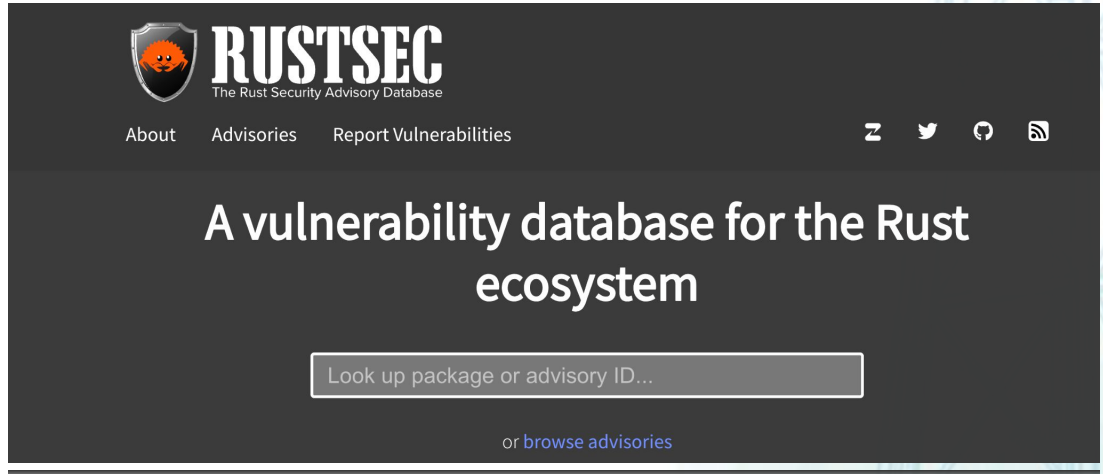 RUSTSEC
The Rust Security Advisory Database
About Advisories Report Vulnerabilities
A vulnerability database for the Rust
ecosystem
Look up package or advisory ID...
or browse advisories